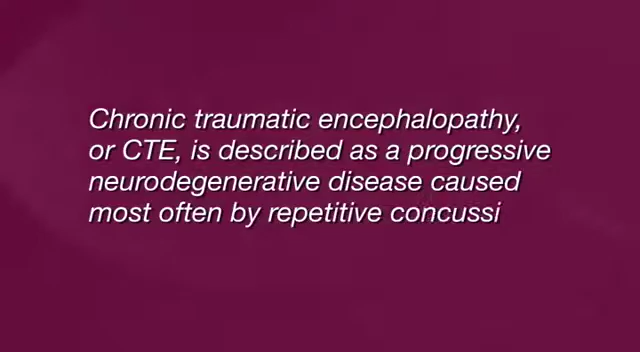 Chronic traumatic encephalopathy,
or CTE, is described as a progressive
neurodegenerative disease caused
most often by repetitive concussi